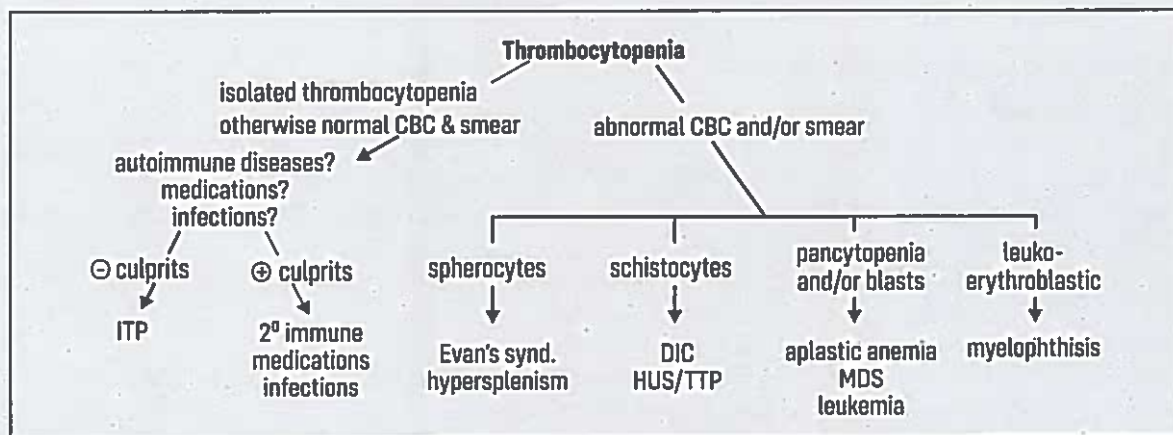 Thrombocytopenia
isolated thrombocytopenia
otherwise normal CBC & smear
abnormal CBC and/or smear
autoimmune diseases?
medications?
infections?
⊖ culprits
⊕ culprits
ITP
2º immune
medications
infections
spherocytes
Evan's synd.
hypersplenism
schistocytes
DIC
HUS/TTP
pancytopenia
and/or blasts
aplastic anemia
MDS
leukemia
leuko-
erythroblastic
myelophthisis